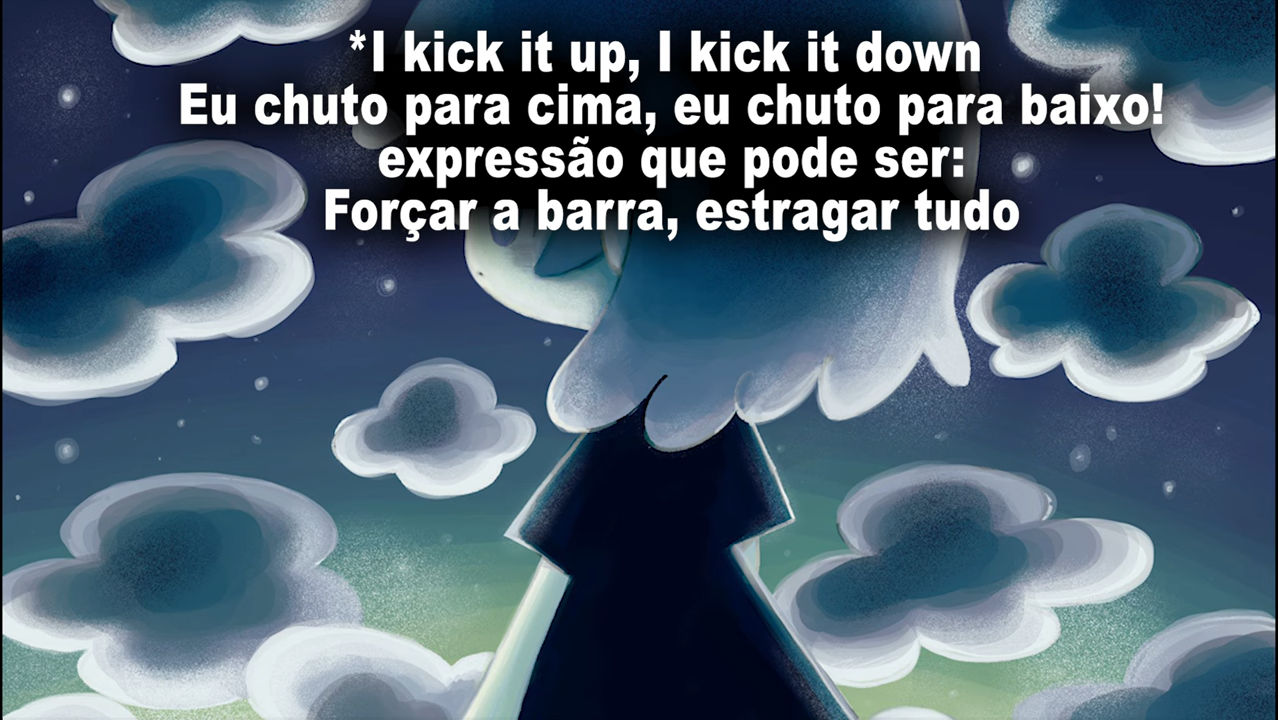 *I kick it up, I kick it down
Eu chuto para cima, eu chuto para baixo!
expressão que pode ser:
Forçar a barra, estragar tudo